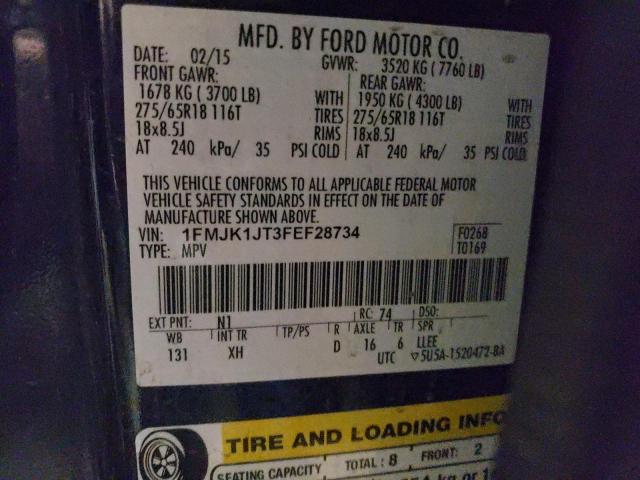 MFD. BY FORD MOTOR CO.
DATE: 02/15 GVWR: 3520 KG ( 7760 LB)
FRONT GAWR: REAR GAWR:
1678 KG ( 3700 LB) WITH 1950 KG ( 4300 LB) WITH
275/65R18 116T TIRES 275/65R18 116T TIRES
18x8.5J RIMS 18x8.5J RIMS
AT 240 kPa/ 35 PSI COLD AT 240 kPa/ 35 PSI COLD
THIS VEHICLE CONFORMS TO ALL APPLICABLE FEDERAL MOTOR
VEHICLE SAFETY STANDARDS IN EFFECT ON THE DATE OF
MANUFACTURE SHOWN ABOVE.
VIN: 1FMJK1JT3FEF28734 F0268
TYPE: MPV T0169
EXT PNT: N1 RC: 74 DSO:
WB INT TR TP/PS R AXLE TR SPR
131 XH D 16 6 LLEE
UTC ▽5U5A-1520472-BA
TIRE AND LOADING INFO
SEATING CAPACITY TOTAL : 8 FRONT: 2
kg or